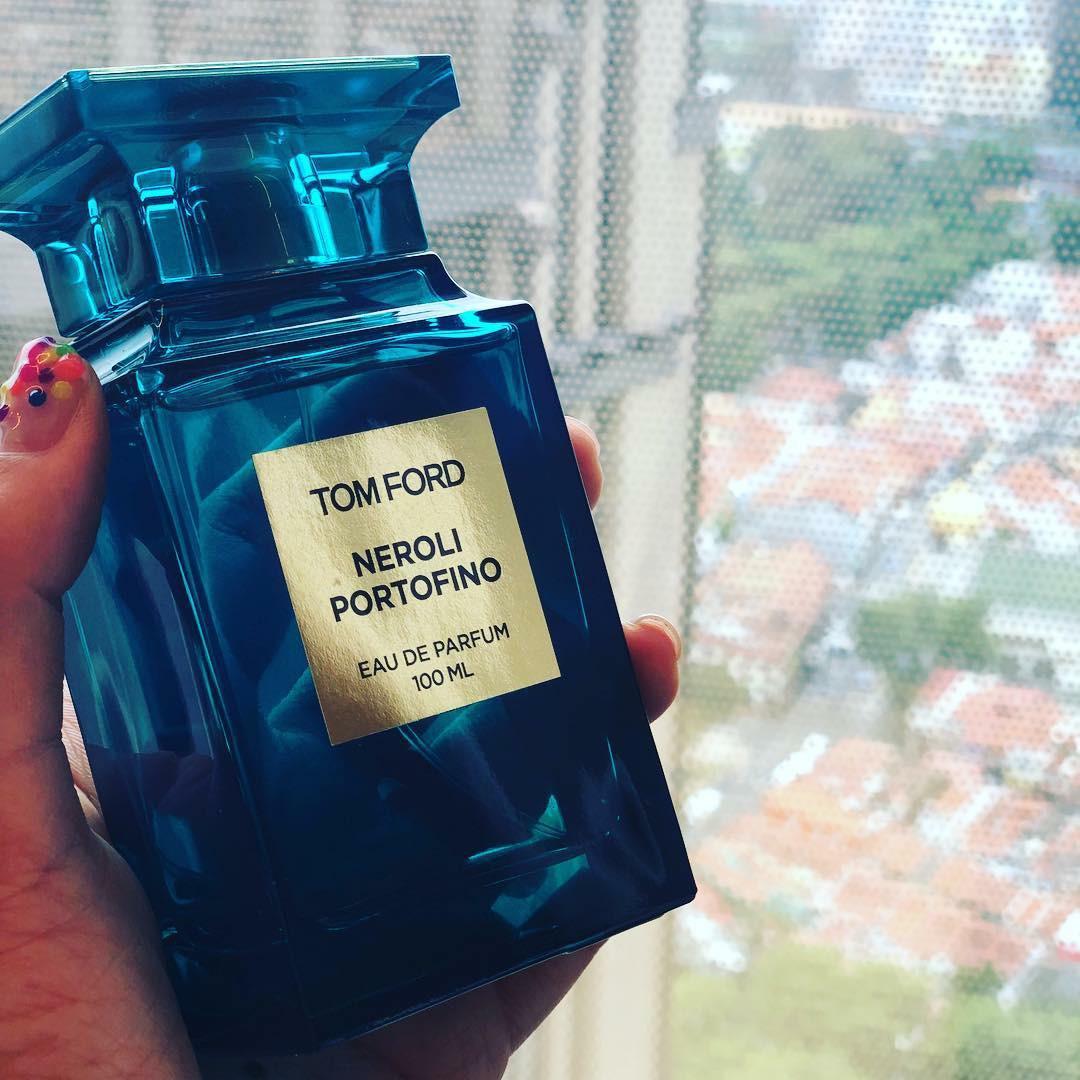 TOM FORD
NEROLI
PORTOFINO
EAU DE PARFUM
100 ML